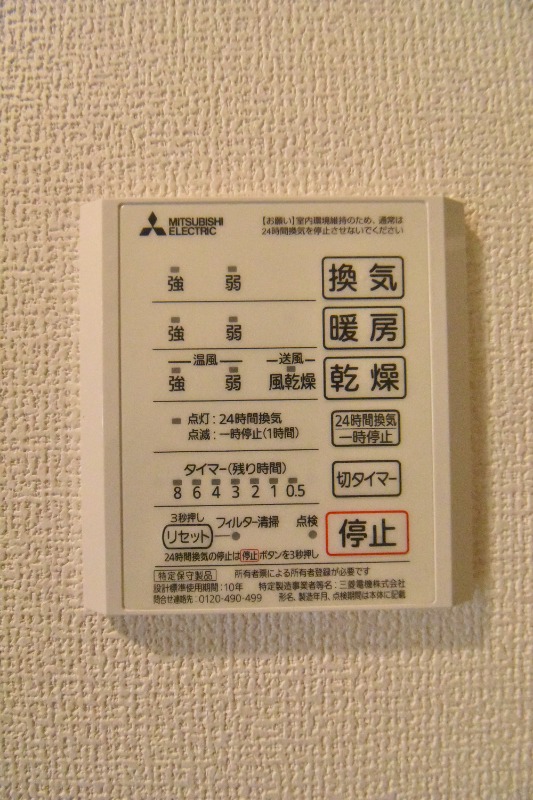 MITSUBISHI
ELECTRIC
【お願い】室内環境維持のため、通常は
24時間換気を停止させないでください
強 弱 換気
強 弱 暖房
温風 送風
強 弱 風乾燥 乾燥
点灯:24時間換気
点滅:一時停止(1時間)
24時間換気
一時停止
タイマー(残り時間)
8 6 4 3 2 1 0.5
切タイマー
3秒押し
リセット フィルター清掃 点検
停止
24時間換気の停止は停止ボタンを3秒押し
特定保守製品 所有者票による所有者登録が必要です
設計標準使用期間:10年 特定製造事業者等名:三菱電機株式会社
問合せ連絡先:0120-490-499 形名、製造年月、点検期間は本体に記載